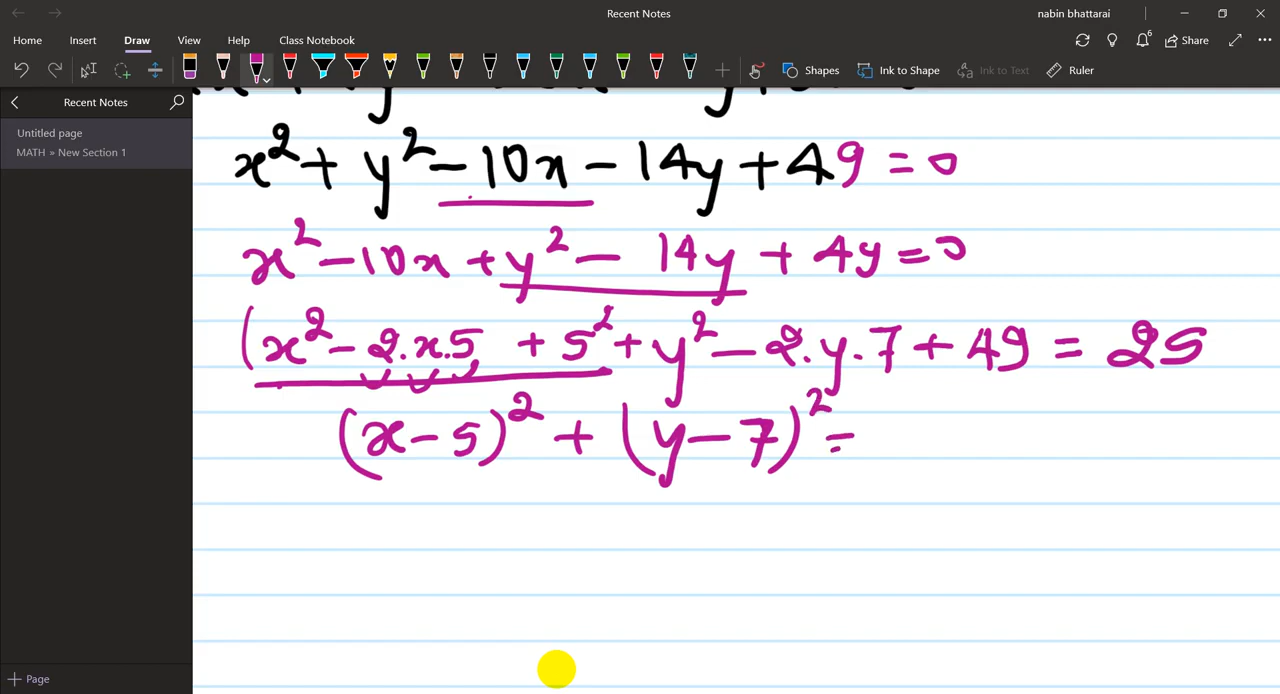 Recent Notes
nabin bhattarai
Home Insert Draw View Help Class Notebook
6 Share
Shapes Ink to Shape Ink to Text Ruler
Recent Notes
Untitled page
MATH » New Section 1
x² + y² - 10x - 14y + 49 = 0
x² - 10x + y² - 14y + 4y = 0
(x² - 2.x.5 + 5² + y² - 2.y.7 + 49 = 25
(x - 5)² + (y - 7)² =
Page